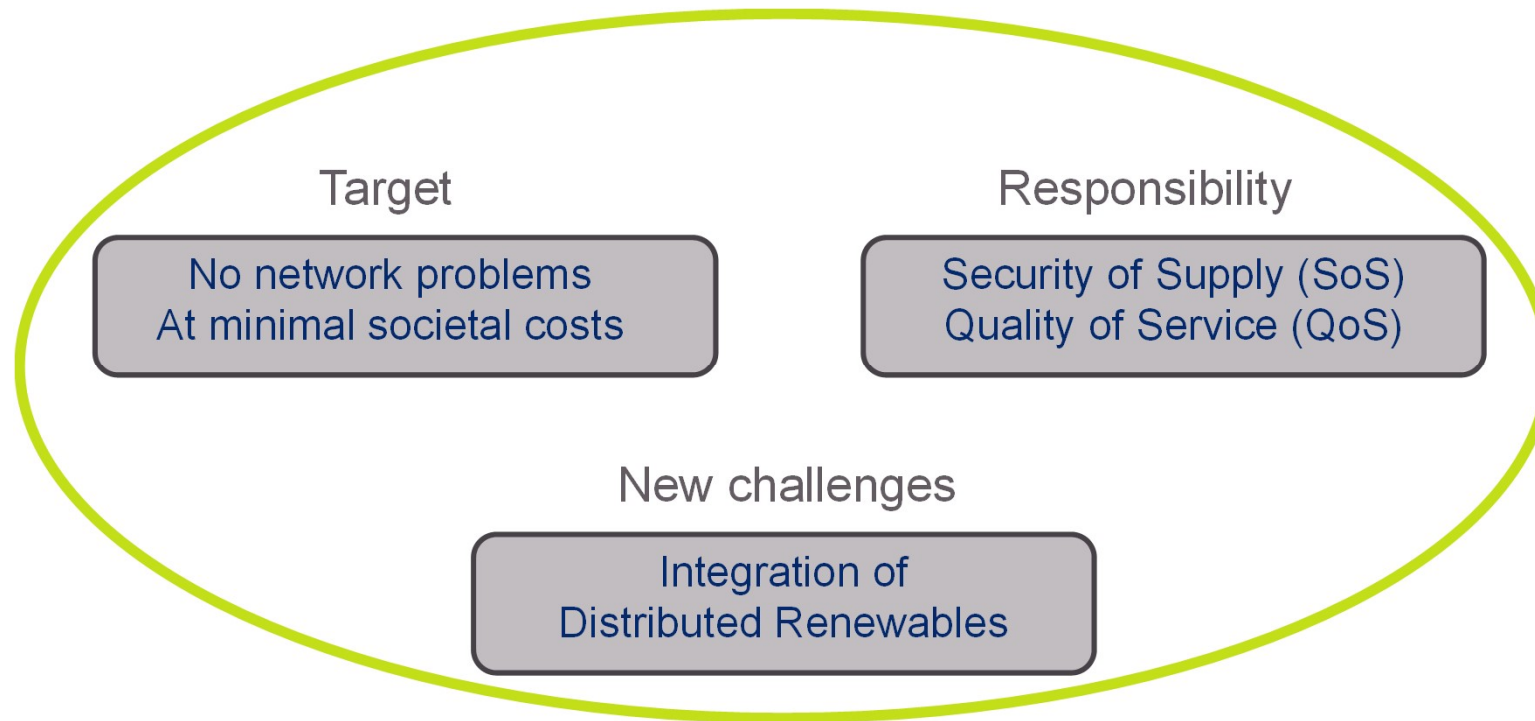 Target
No network problems
At minimal societal costs
Responsibility
Security of Supply (SoS)
Quality of Service (QoS)
New challenges
Integration of
Distributed Renewables